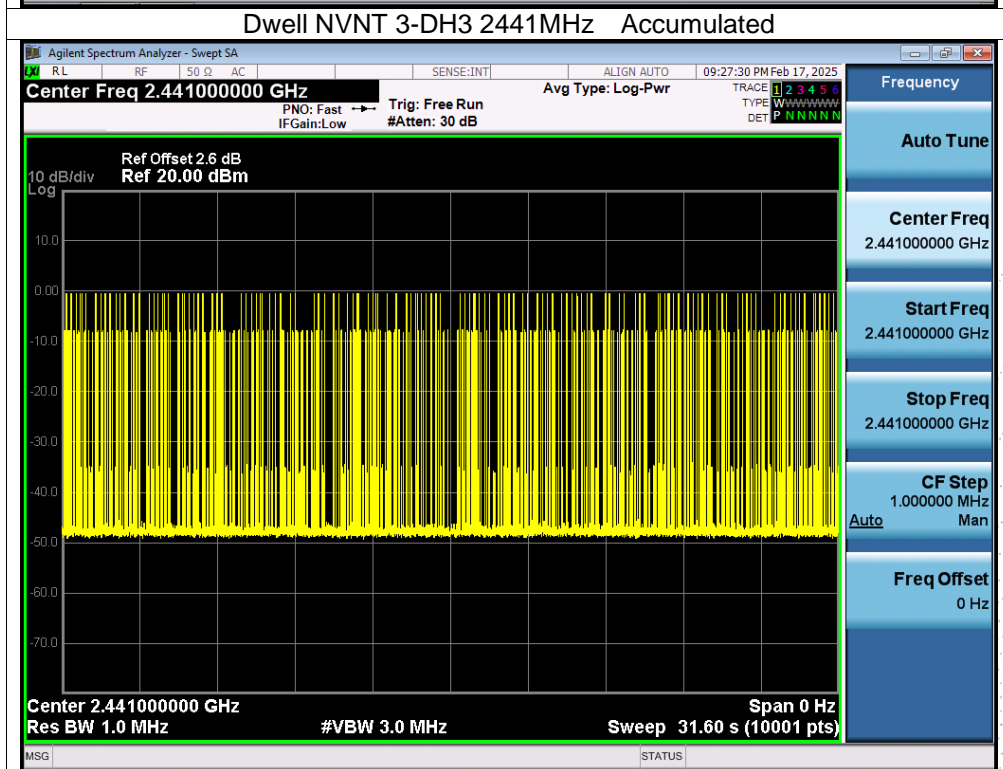 Dwell NVNT 3-DH3 2441MHz Accumulated
Agilent Spectrum Analyzer - Swept SA
LXI RL RF 50 Ω AC SENSE:INT ALIGN AUTO 09:27:30 PM Feb 17, 2025
Center Freq 2.441000000 GHz
PNO: Fast
IFGain:Low
Trig: Free Run
#Atten: 30 dB
Avg Type: Log-Pwr
TRACE 1 2 3 4 5 6
TYPE WWWWWWW
DET P N N N N N
Ref Offset 2.6 dB
10 dB/div Ref 20.00 dBm
Log
10.0
0.00
-10.0
-20.0
-30.0
-40.0
-50.0
-60.0
-70.0
Center 2.441000000 GHz Span 0 Hz
Res BW 1.0 MHz #VBW 3.0 MHz Sweep 31.60 s (10001 pts)
MSG STATUS
Frequency
Auto Tune
Center Freq
2.441000000 GHz
Start Freq
2.441000000 GHz
Stop Freq
2.441000000 GHz
CF Step
1.000000 MHz
Auto Man
Freq Offset
0 Hz